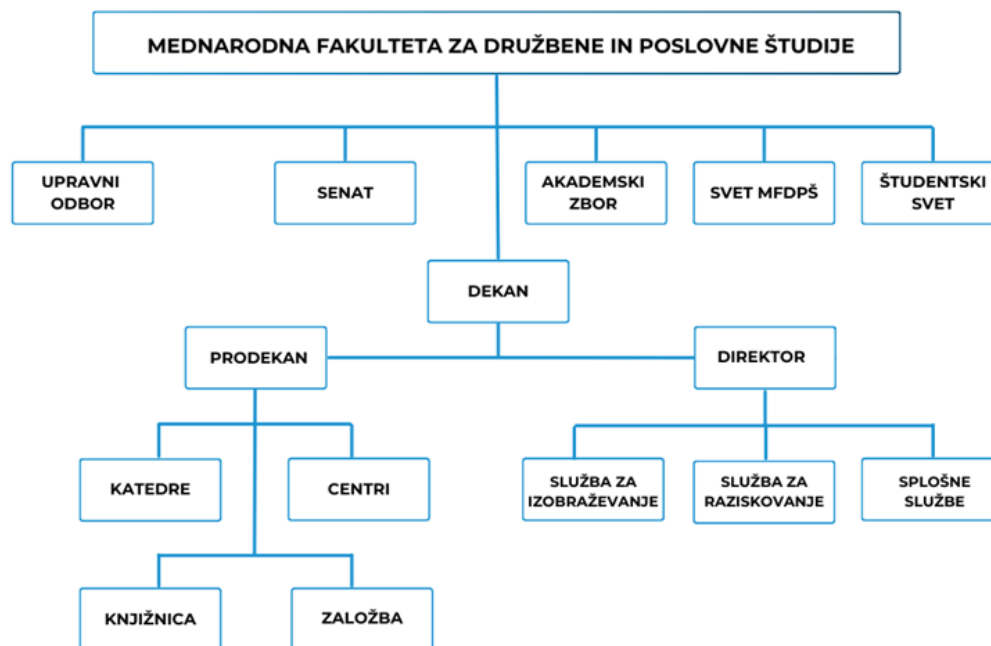 MEDNARODNA FAKULTETA ZA DRUŽBENE IN POSLOVNE ŠTUDIJE
UPRAVNI
ODBOR
SENAT
AKADEMSKI
ZBOR
SVET MFDPŠ
ŠTUDENTSKI
SVET
DEKAN
PRODEKAN
DIREKTOR
KATEDRE
CENTRI
SLUŽBA ZA
IZOBRAŽEVANJE
SLUŽBA ZA
RAZISKOVANJE
SPLOŠNE
SLUŽBE
KNJIŽNICA
ZALOŽBA